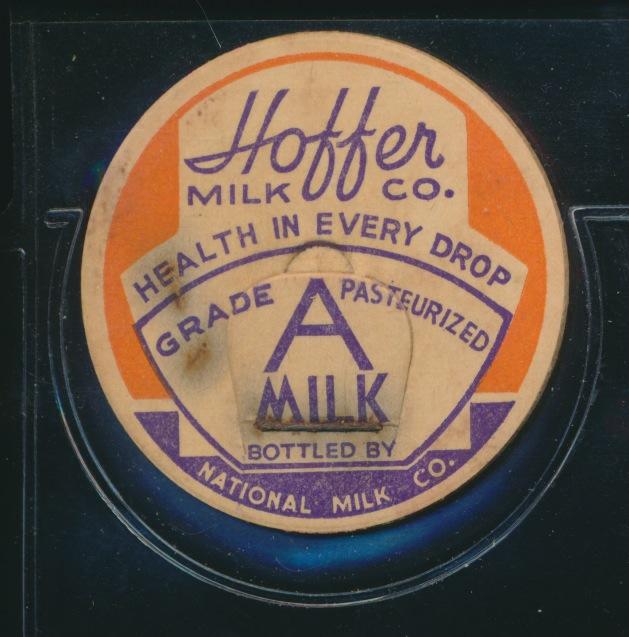 Hoffer
MILK CO.
HEALTH IN EVERY DROP
GRADE A PASTEURIZED
MILK
BOTTLED BY
NATIONAL MILK CO.